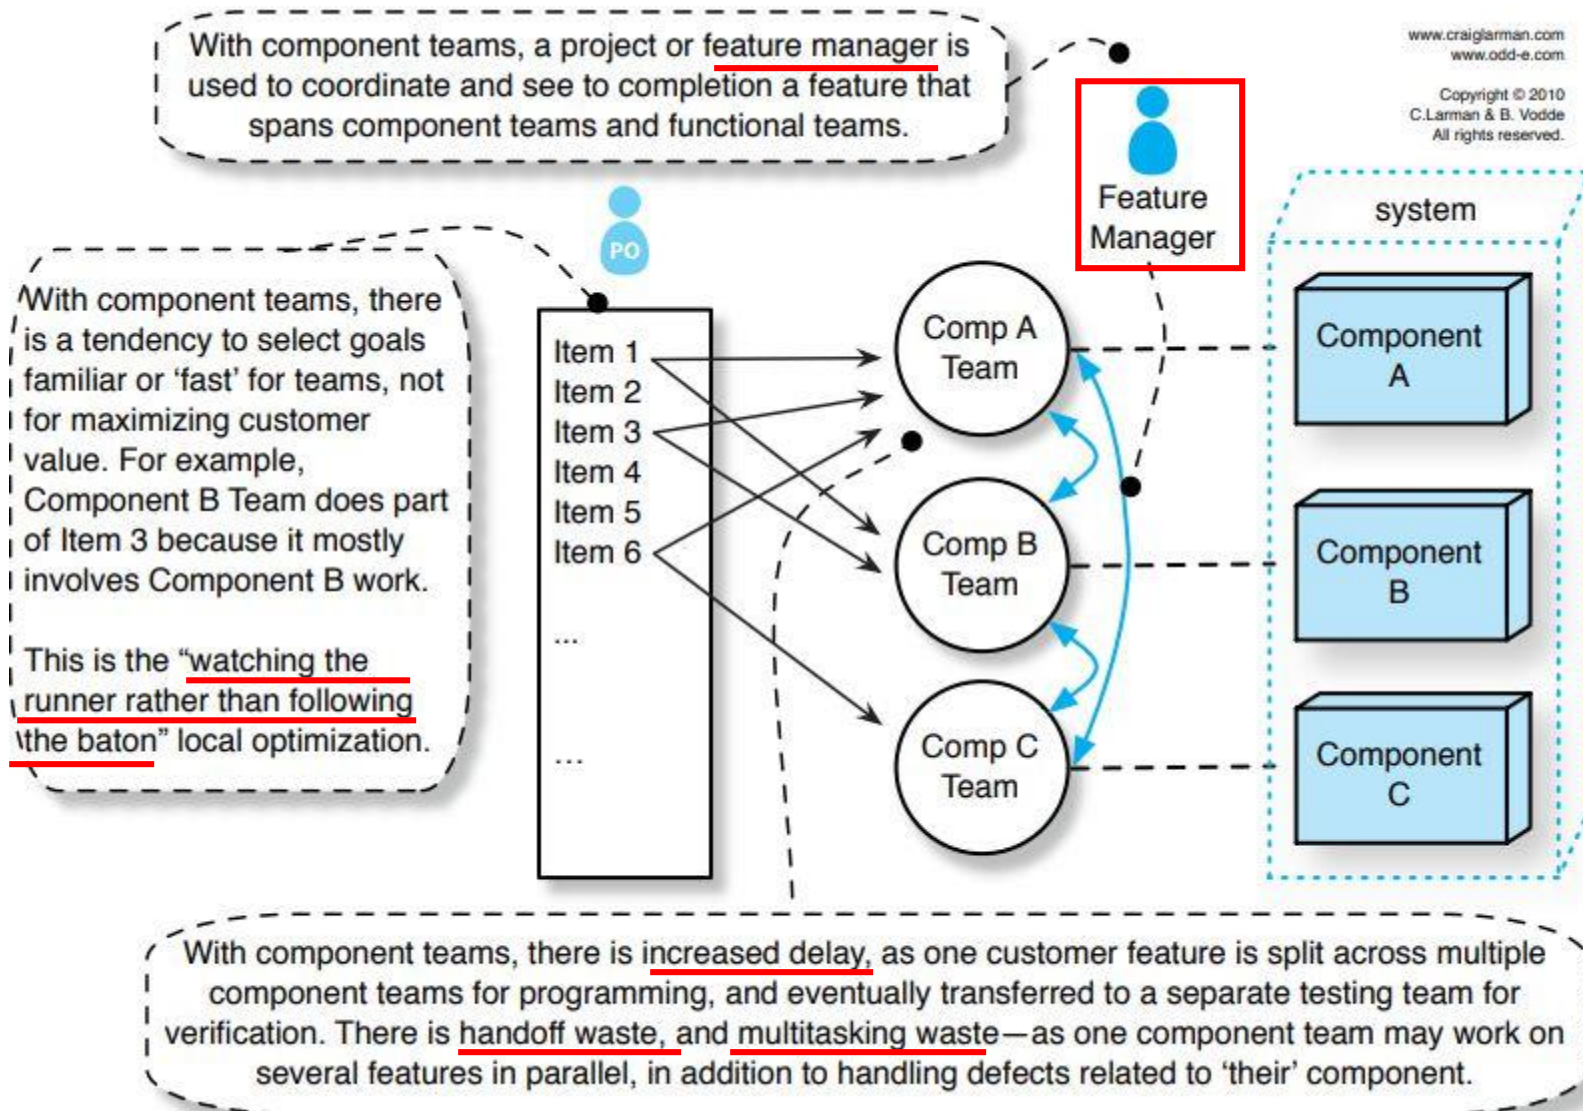 With component teams, a project or feature manager is
used to coordinate and see to completion a feature that
spans component teams and functional teams.
www.craiglarman.com
www.odd-e.com
Copyright © 2010
C.Larman & B. Vodde
All rights reserved.
PO
Feature
Manager
system
With component teams, there
is a tendency to select goals
familiar or ‘fast’ for teams, not
for maximizing customer
value. For example,
Component B Team does part
of Item 3 because it mostly
involves Component B work.
This is the “watching the
runner rather than following
the baton” local optimization.
Item 1
Item 2
Item 3
Item 4
Item 5
Item 6
...
...
Comp A
Team
Comp B
Team
Comp C
Team
Component
A
Component
B
Component
C
With component teams, there is increased delay, as one customer feature is split across multiple
component teams for programming, and eventually transferred to a separate testing team for
verification. There is handoff waste, and multitasking waste—as one component team may work on
several features in parallel, in addition to handling defects related to ‘their’ component.